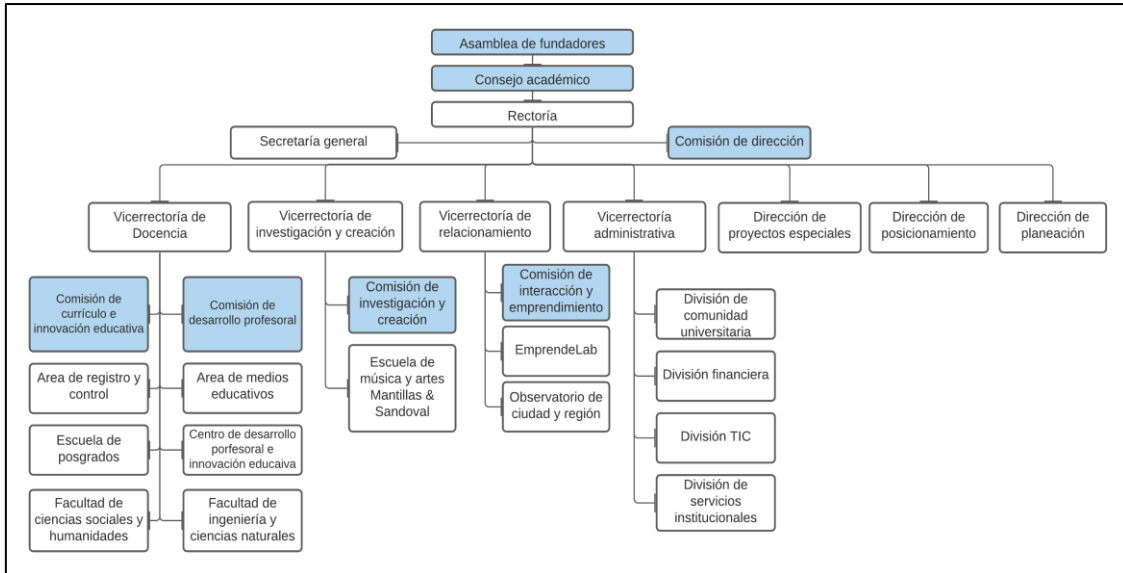 Asamblea de fundadores
Consejo académico
Rectoría
Secretaría general
Comisión de dirección
Vicerrectoría de
Docencia
Vicerrectoría de
investigación y creación
Vicerrectoría de
relacionamiento
Vicerrectoría
administrativa
Dirección de
proyectos especiales
Dirección de
posicionamiento
Dirección de
planeación
Comisión de
currículo e
innovación educativa
Comisión de
desarrollo profesoral
Area de registro y
control
Area de medios
educativos
Escuela de
posgrados
Centro de desarrollo
porfesoral e
innovación educaiva
Facultad de
ciencias sociales y
humanidades
Facultad de
ingeniería y
ciencias naturales
Comisión de
investigación y
creación
Escuela de
música y artes
Mantillas &
Sandoval
Comisión de
interacción y
emprendimiento
EmprendeLab
Observatorio de
ciudad y región
División de
comunidad
universitaria
División financiera
División TIC
División de
servicios
institucionales